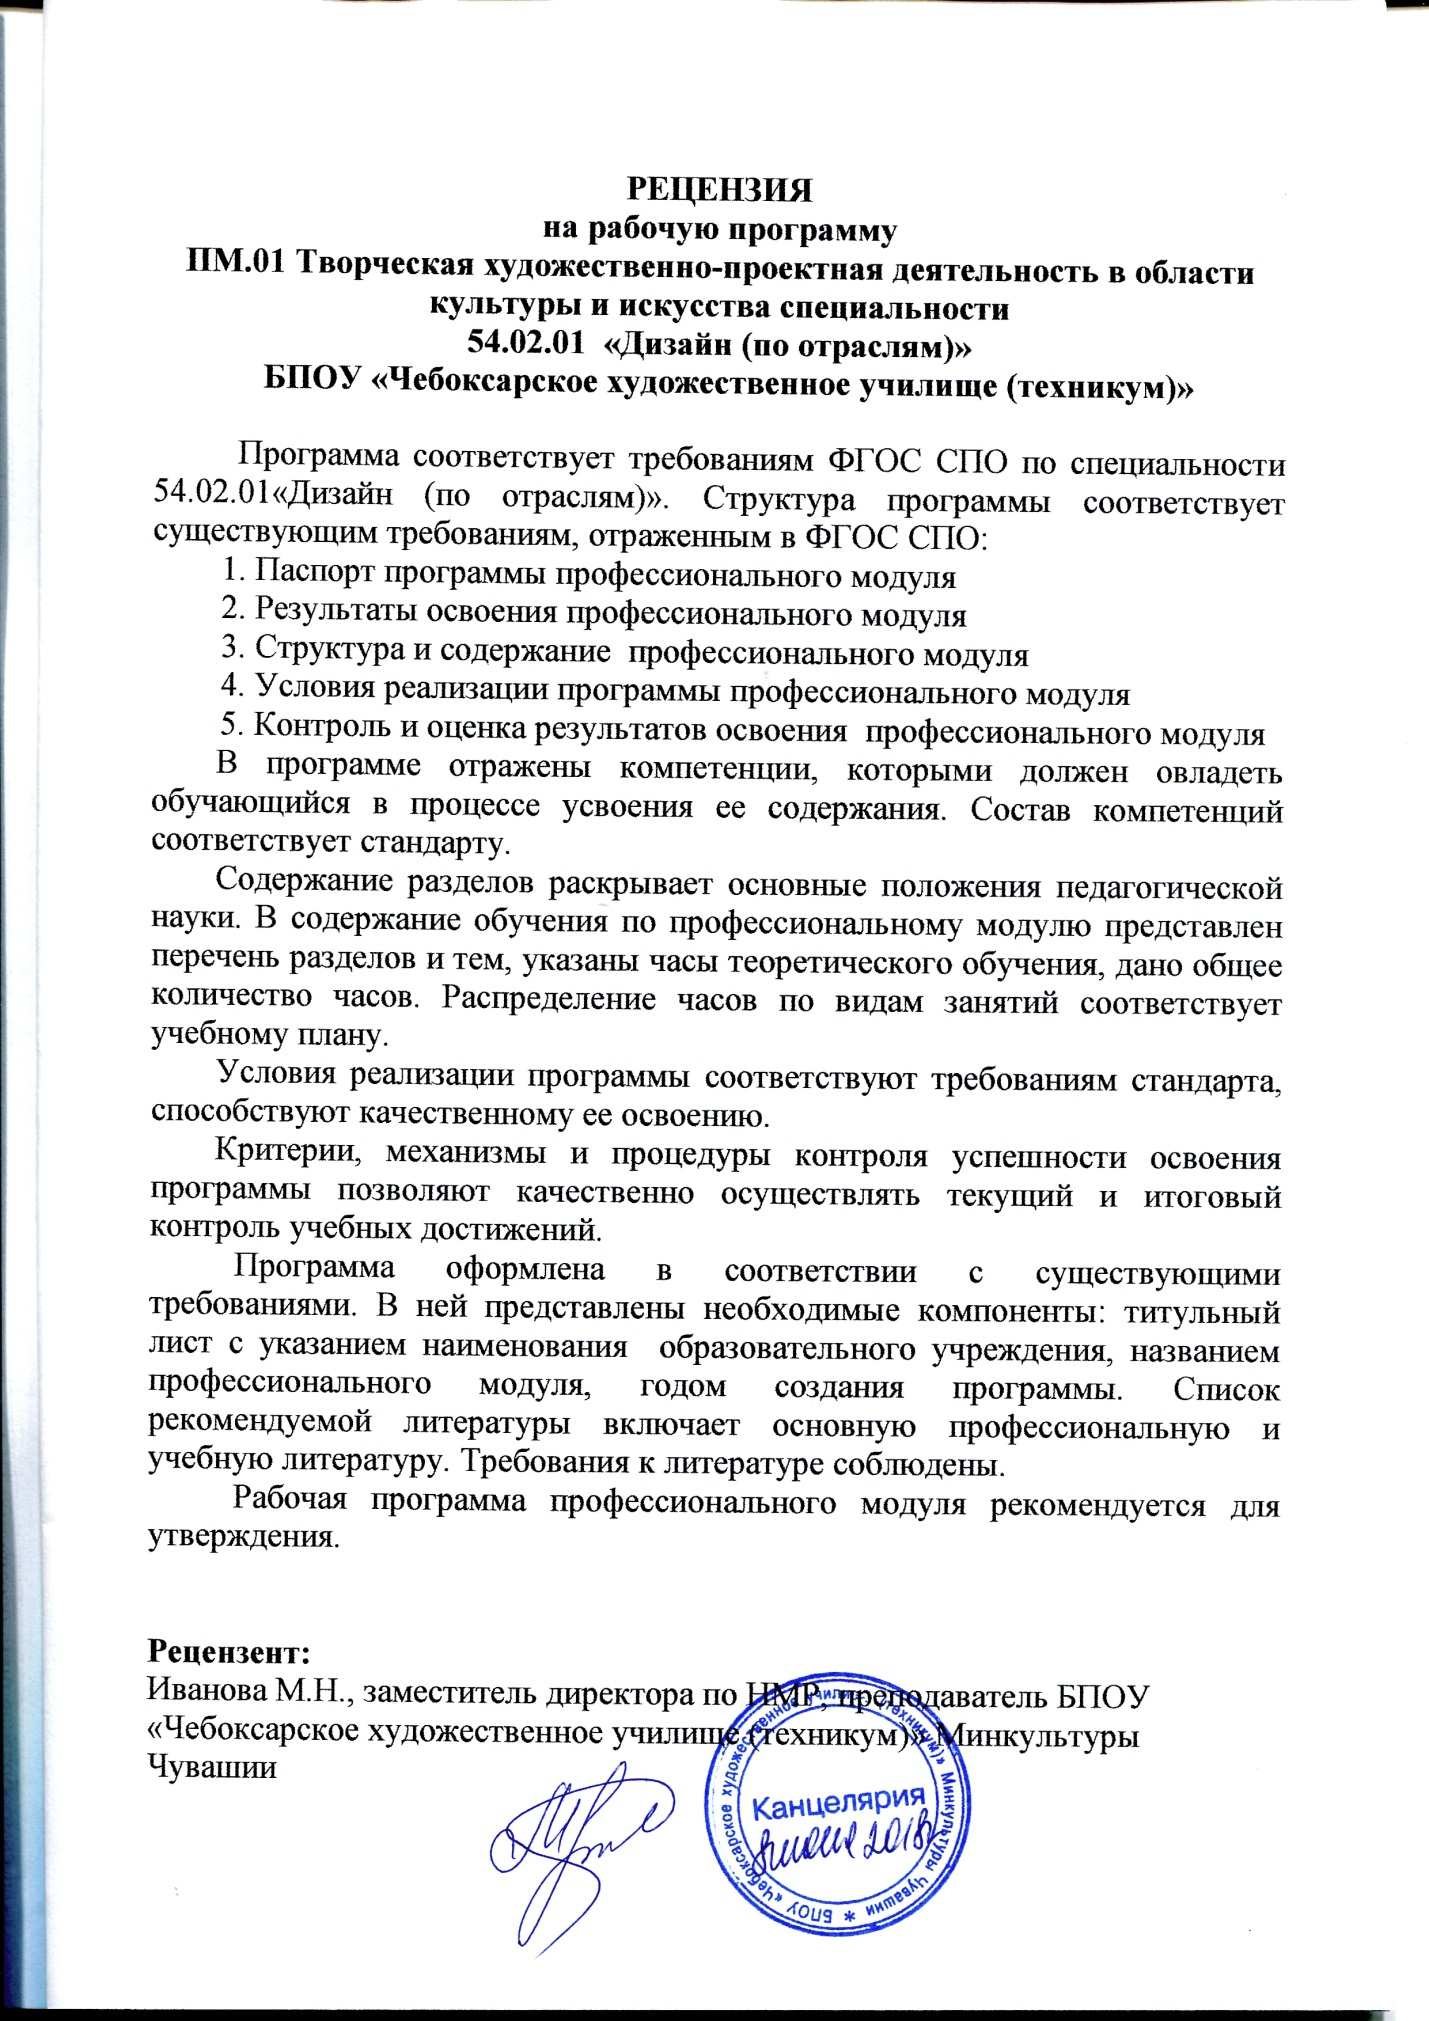 РЕЦЕНЗИЯ
на рабочую программу
ПМ.01 Творческая художественно-проектная деятельность в области
культуры и искусства специальности
54.02.01 «Дизайн (по отраслям)»
БПОУ «Чебоксарское художественное училище (техникум)»
Программа соответствует требованиям ФГОС СПО по специальности
54.02.01«Дизайн (по отраслям)». Структура программы соответствует
существующим требованиям, отраженным в ФГОС СПО:
1. Паспорт программы профессионального модуля
2. Результаты освоения профессионального модуля
3. Структура и содержание профессионального модуля
4. Условия реализации программы профессионального модуля
5. Контроль и оценка результатов освоения профессионального модуля
В программе отражены компетенции, которыми должен овладеть
обучающийся в процессе усвоения ее содержания. Состав компетенций
соответствует стандарту.
Содержание разделов раскрывает основные положения педагогической
науки. В содержание обучения по профессиональному модулю представлен
перечень разделов и тем, указаны часы теоретического обучения, дано общее
количество часов. Распределение часов по видам занятий соответствует
учебному плану.
Условия реализации программы соответствуют требованиям стандарта,
способствуют качественному ее освоению.
Критерии, механизмы и процедуры контроля успешности освоения
программы позволяют качественно осуществлять текущий и итоговый
контроль учебных достижений.
Программа оформлена в соответствии с существующими
требованиями. В ней представлены необходимые компоненты: титульный
лист с указанием наименования образовательного учреждения, названием
профессионального модуля, годом создания программы. Список
рекомендуемой литературы включает основную профессиональную и
учебную литературу. Требования к литературе соблюдены.
Рабочая программа профессионального модуля рекомендуется для
утверждения.
Рецензент:
Иванова М.Н., заместитель директора по НМР, преподаватель БПОУ
«Чебоксарское художественное училище (техникум)» Минкультуры
Чувашии
БПОУ «Чебоксарское художественное училище (техникум)» Минкультуры Чувашии *
Канцелярия
июня 2018г